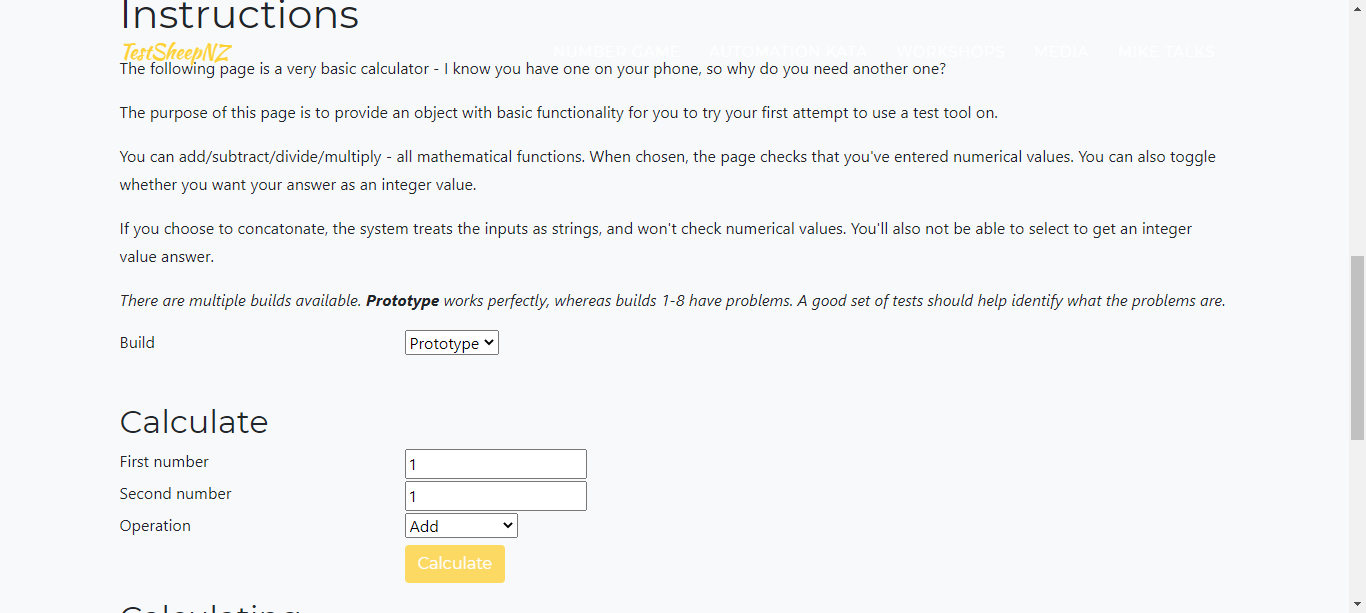 Instructions
TestSheepNZ
NUMBER GAME AUTOMATION KATA WORKSHOPS MEDIA MIKE TALKS
The following page is a very basic calculator - I know you have one on your phone, so why do you need another one?
The purpose of this page is to provide an object with basic functionality for you to try your first attempt to use a test tool on.
You can add/subtract/divide/multiply - all mathematical functions. When chosen, the page checks that you've entered numerical values. You can also toggle
whether you want your answer as an integer value.
If you choose to concatonate, the system treats the inputs as strings, and won't check numerical values. You'll also not be able to select to get an integer
value answer.
There are multiple builds available. Prototype works perfectly, whereas builds 1-8 have problems. A good set of tests should help identify what the problems are.
Build Prototype
Calculate
First number 1
Second number 1
Operation Add
Calculate
Calculating